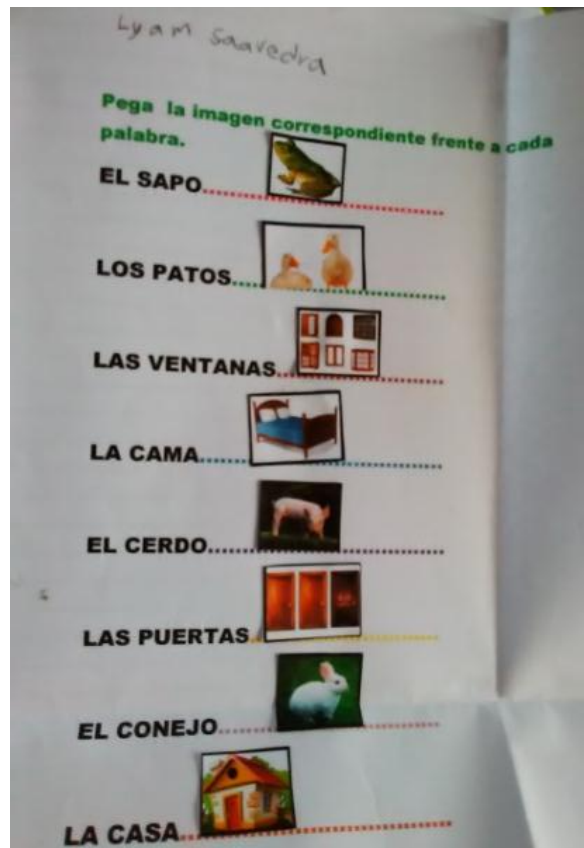 Lyam Saavedra
Pega la imagen correspondiente frente a cada
palabra.
EL SAPO
LOS PATOS
LAS VENTANAS
LA CAMA
EL CERDO
LAS PUERTAS
EL CONEJO
LA CASA